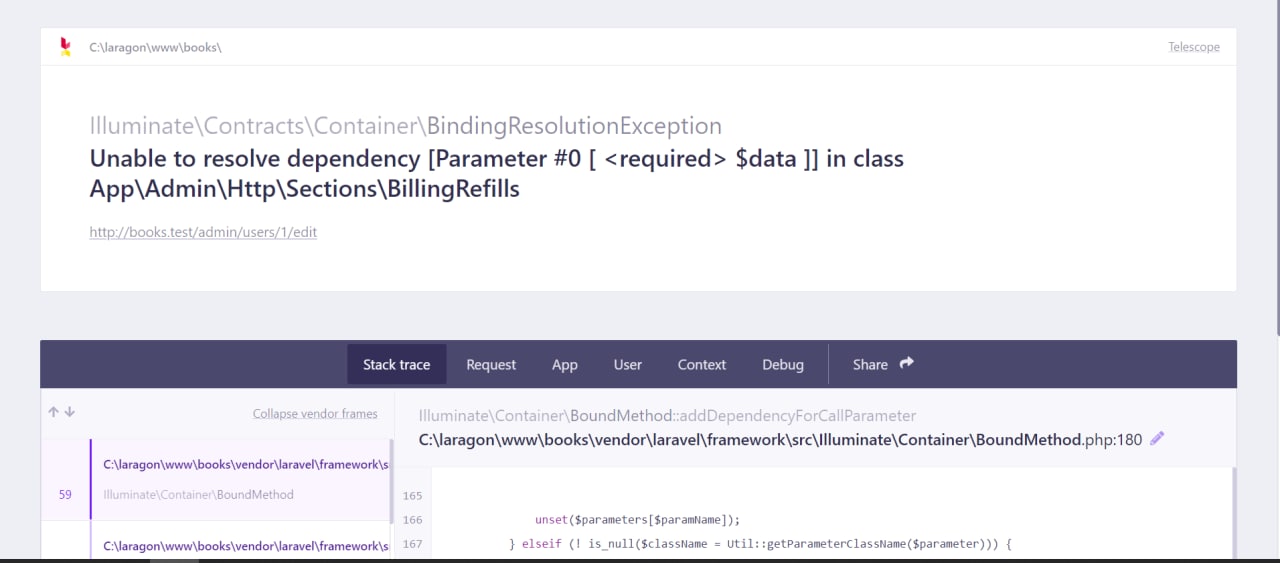 C:\laragon\www\books\
Telescope
Illuminate\Contracts\Container\BindingResolutionException
Unable to resolve dependency [Parameter #0 [ <required> $data ]] in class
App\Admin\Http\Sections\BillingRefills
http://books.test/admin/users/1/edit
Stack trace Request App User Context Debug Share
Collapse vendor frames
Illuminate\Container\BoundMethod::addDependencyForCallParameter
C:\laragon\www\books\vendor\laravel\framework\src\Illuminate\Container\BoundMethod.php:180
C:\laragon\www\books\vendor\laravel\framework\s
59 Illuminate\Container\BoundMethod
C:\laragon\www\books\vendor\laravel\framework\s
165
166 unset($parameters[$paramName]);
167 } elseif (! is_null($className = Util::getParameterClassName($parameter))) {